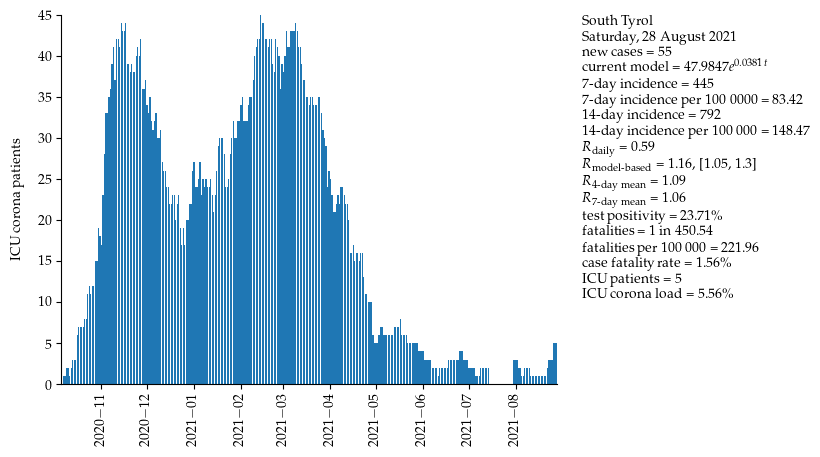 South Tyrol
Saturday, 28 August 2021
new cases = 55
current model = 47.9847e^0.0381 t
7-day incidence = 445
7-day incidence per 100 0000 = 83.42
14-day incidence = 792
14-day incidence per 100 000 = 148.47
R_daily = 0.59
R_model-based = 1.16, [1.05, 1.3]
R_4-day mean = 1.09
R_7-day mean = 1.06
test positivity = 23.71%
fatalities = 1 in 450.54
fatalities per 100 000 = 221.96
case fatality rate = 1.56%
ICU patients = 5
ICU corona load = 5.56%
ICU corona patients
45
40
35
30
25
20
15
10
5
0
2020−11
2020−12
2021−01
2021−02
2021−03
2021−04
2021−05
2021−06
2021−07
2021−08